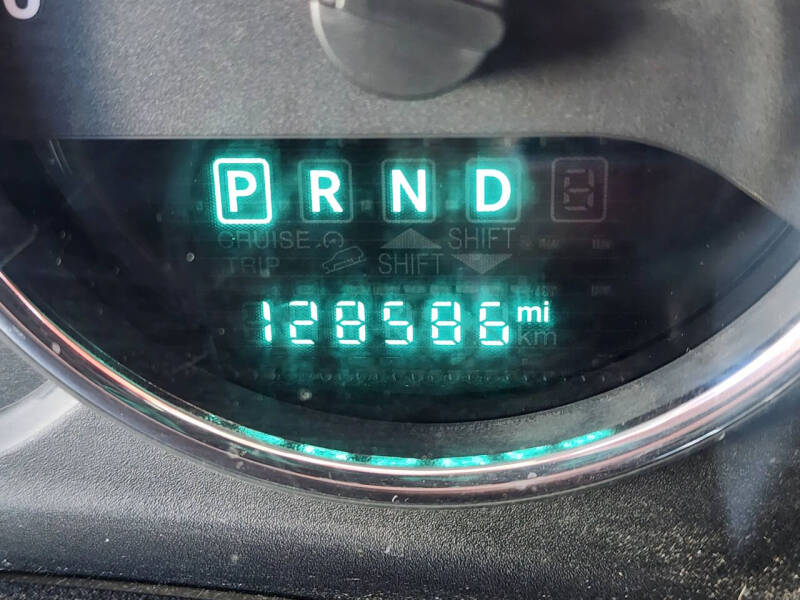 P R N D
CRUISE SHIFT
TRIP SHIFT
128586 mi
km